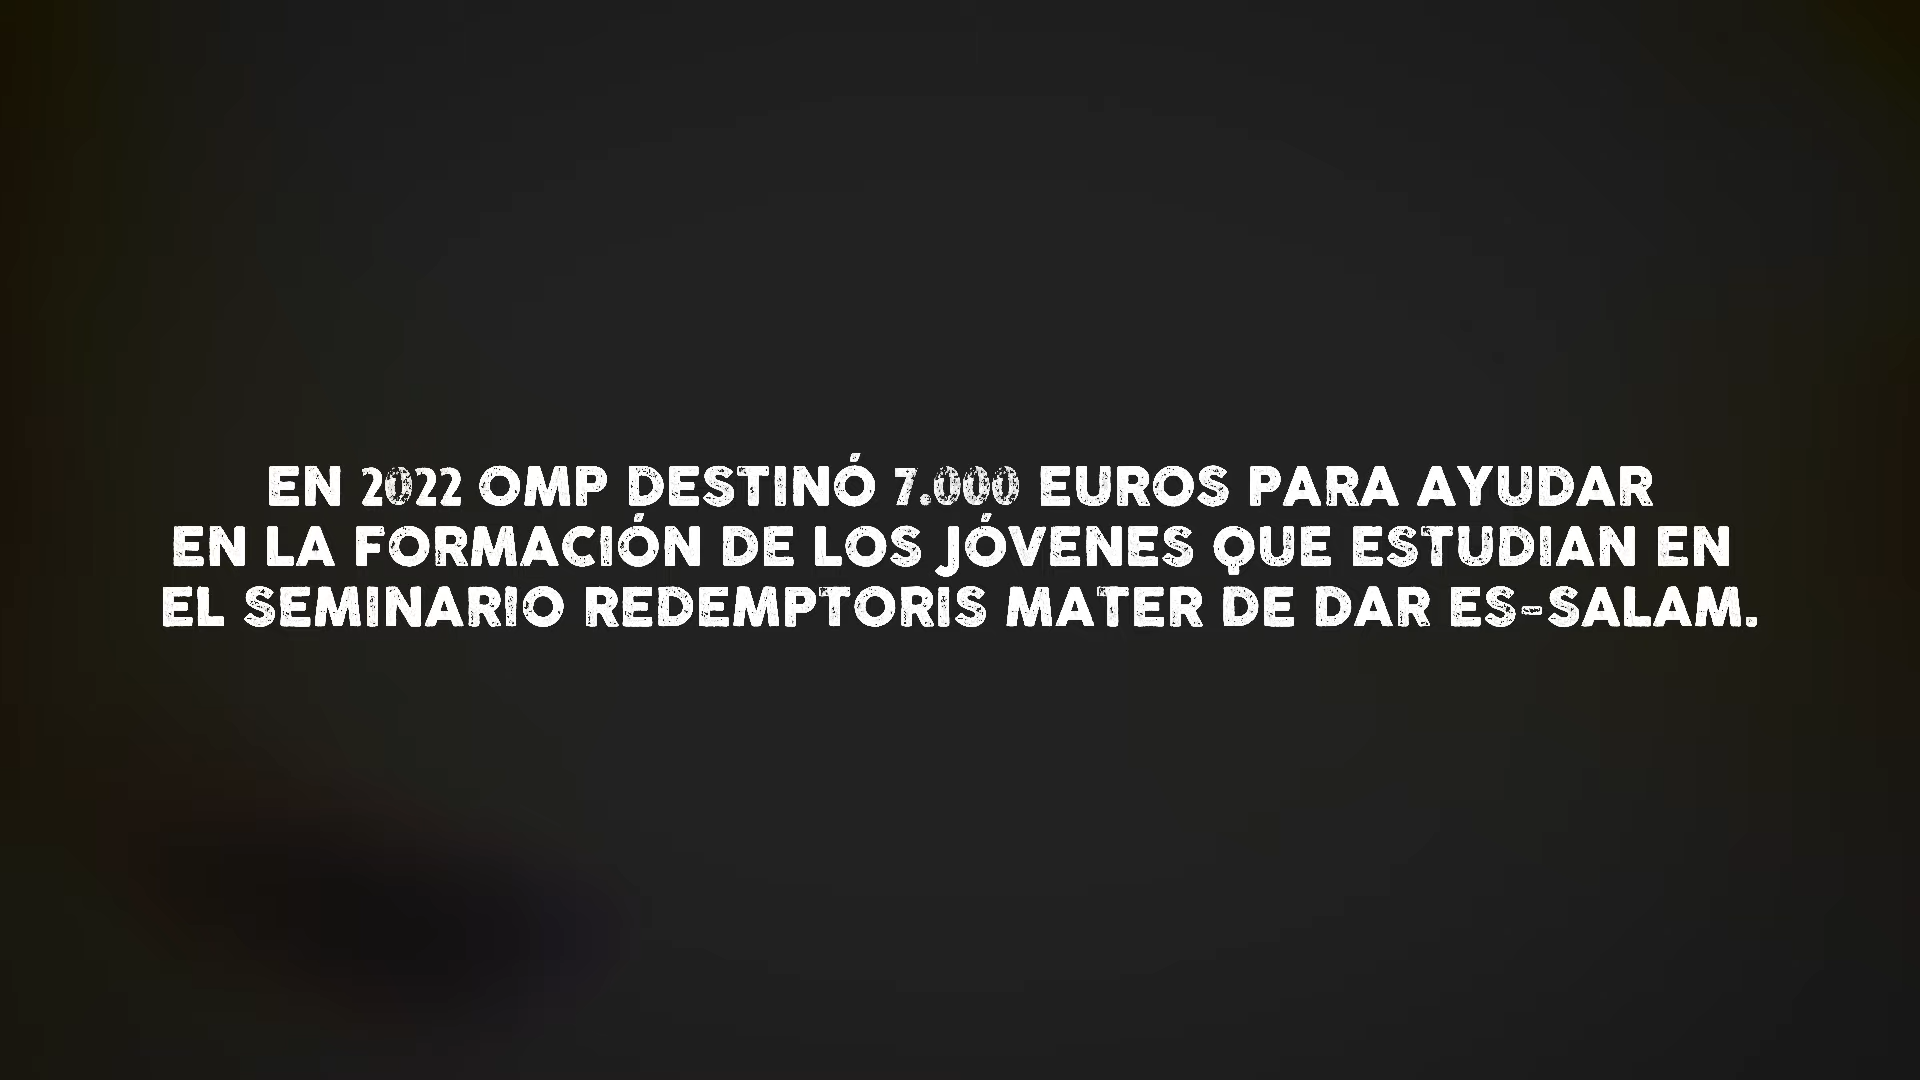 EN 2022 OMP DESTINÓ 7.000 EUROS PARA AYUDAR
EN LA FORMACIÓN DE LOS JÓVENES QUE ESTUDIAN EN
EL SEMINARIO REDEMPTORIS MATER DE DAR ES-SALAM.